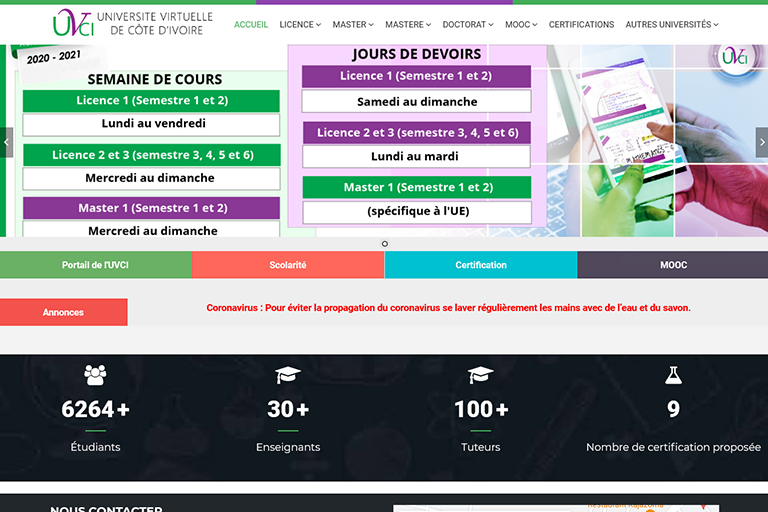 UVCI
UNIVERSITE VIRTUELLE
DE CÔTE D'IVOIRE
ACCUEIL
LICENCE
MASTER
MASTERE
DOCTORAT
MOOC
CERTIFICATIONS
AUTRES UNIVERSITÉS
2020 - 2021
SEMAINE DE COURS
Licence 1 (Semestre 1 et 2)
Lundi au vendredi
Licence 2 et 3 (semestre 3, 4, 5 et 6)
Mercredi au dimanche
Master 1 (Semestre 1 et 2)
Mercredi au dimanche
JOURS DE DEVOIRS
Licence 1 (Semestre 1 et 2)
Samedi au dimanche
Licence 2 et 3 (semestre 3, 4, 5 et 6)
Lundi au mardi
Master 1 (Semestre 1 et 2)
(spécifique à l'UE)
UVCI
Portail de l'UVCI
Scolarité
Certification
MOOC
Annonces
Coronavirus : Pour éviter la propagation du coronavirus se laver régulièrement les mains avec de l'eau et du savon.
6264+
Étudiants
30+
Enseignants
100+
Tuteurs
9
Nombre de certification proposée
NOUS CONTACTER